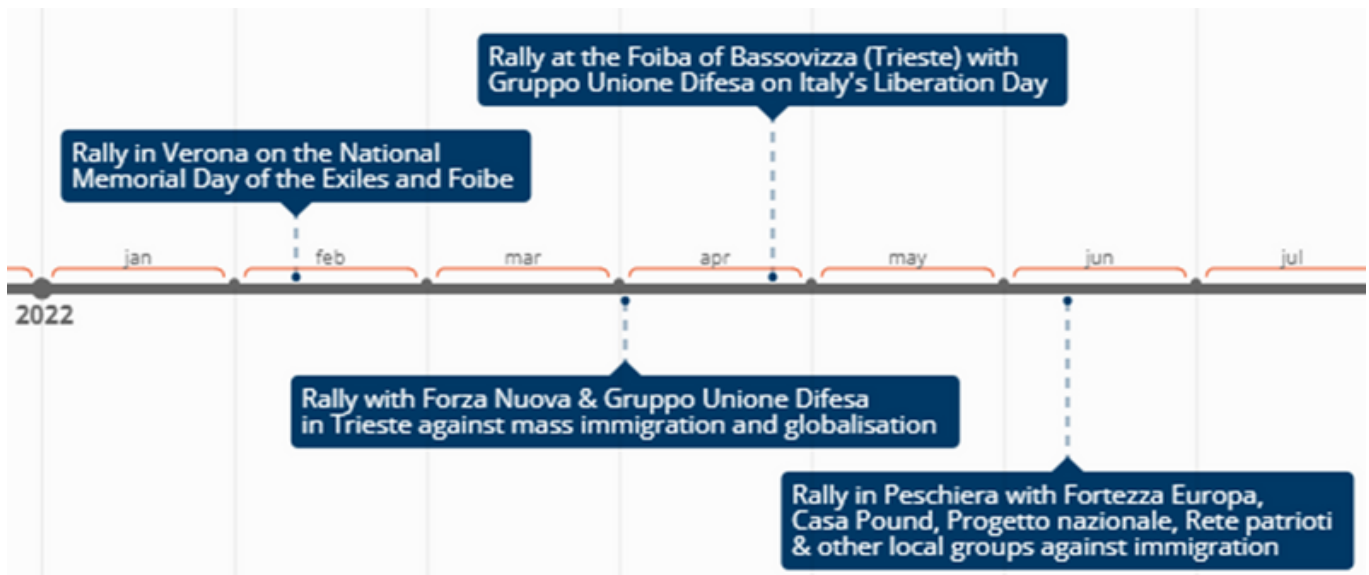 Rally at the Foiba of Bassovizza (Trieste) with
Gruppo Unione Difesa on Italy's Liberation Day
Rally in Verona on the National
Memorial Day of the Exiles and Foibe
jan
feb
mar
apr
may
jun
jul
2022
Rally with Forza Nuova & Gruppo Unione Difesa
in Trieste against mass immigration and globalisation
Rally in Peschiera with Fortezza Europa,
Casa Pound, Progetto nazionale, Rete patrioti
& other local groups against immigration